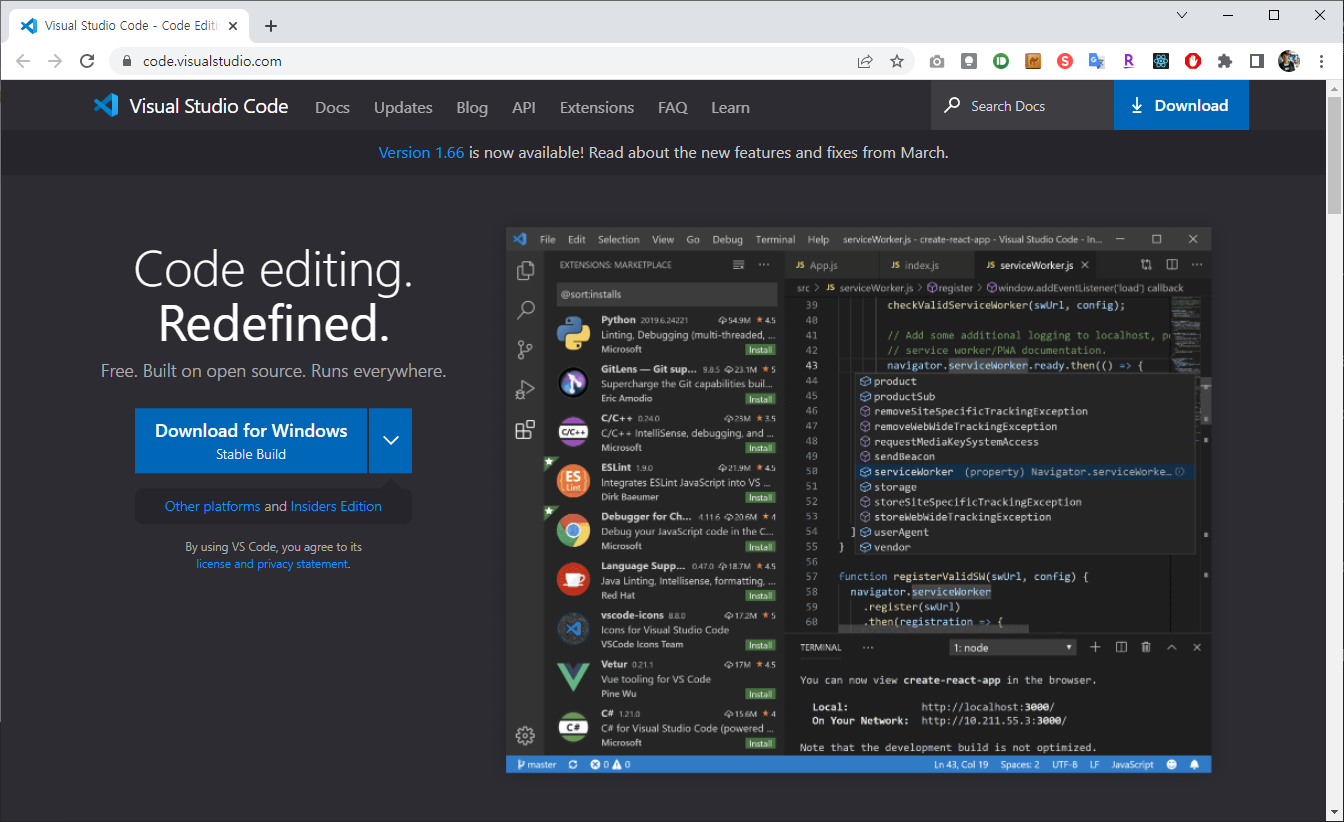 Visual Studio Code - Code Editi
code.visualstudio.com
Visual Studio Code
Docs
Updates
Blog
API
Extensions
FAQ
Learn
Search Docs
Download
Version 1.66 is now available! Read about the new features and fixes from March.
Code editing.
Redefined.
Free. Built on open source. Runs everywhere.
Download for Windows
Stable Build
Other platforms and Insiders Edition
By using VS Code, you agree to its
license and privacy statement.
File Edit Selection View Go Debug Terminal Help serviceWorker.js - create-react-app - Visual Studio Code - In...
EXTENSIONS: MARKETPLACE
@sort:installs
Python 2019.6.24221 54.9M 4.5
Linting, Debugging (multi-threaded, ...
Microsoft Install
GitLens — Git sup... 9.8.5 23.1M 5
Supercharge the Git capabilities buil...
Eric Amodio Install
C/C++ 0.24.0 23M 3.5
C/C++ IntelliSense, debugging, and ...
Microsoft Install
ESLint 1.9.0 21.9M 4.5
Integrates ESLint JavaScript into VS ...
Dirk Baeumer Install
Debugger for Ch... 4.11.6 20.6M 4
Debug your JavaScript code in the C...
Microsoft Install
Language Supp... 0.47.0 18.7M 4.5
Java Linting, Intellisense, formatting, ...
Red Hat Install
vscode-icons 8.8.0 17.2M 5
Icons for Visual Studio Code
VSCode Icons Team Install
Vetur 0.21.1 17M 4.5
Vue tooling for VS Code
Pine Wu Install
C# 1.21.0 15.6M 4
C# for Visual Studio Code (powered ...
Microsoft Install
JS App.js
JS index.js
JS serviceWorker.js
src > JS serviceWorker.js > register > window.addEventListener('load') callback
39 checkValidServiceWorker(swUrl, config);
40
41 // Add some additional logging to localhost, p
42 // service worker/PWA documentation.
43 navigator.serviceWorker.ready.then(() => {
44 product
45 productSub
46 removeSiteSpecificTrackingException
47 removeWebWideTrackingException
48 requestMediaKeySystemAccess
49 sendBeacon
50 serviceWorker (property) Navigator.serviceWorke...
51 storage
52 storeSiteSpecificTrackingException
53 storeWebWideTrackingException
54 ] userAgent
55 } vendor
56
57 function registerValidSW(swUrl, config) {
58 navigator.serviceWorker
59 .register(swUrl)
60 .then(registration => {
TERMINAL ... 1: node
You can now view create-react-app in the browser.
Local: http://localhost:3000/
On Your Network: http://10.211.55.3:3000/
Note that the development build is not optimized.
master 0 0 Ln 43, Col 19 Spaces: 2 UTF-8 LF JavaScript